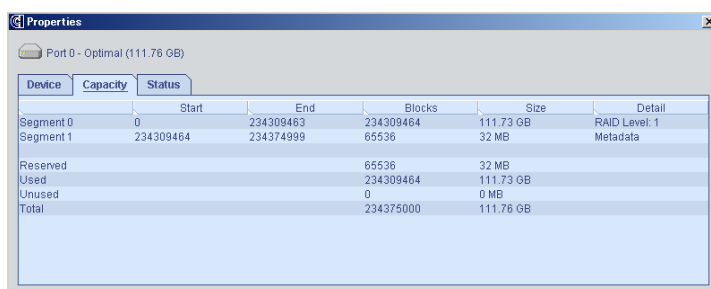 Properties
Port 0 - Optimal (111.76 GB)
Device Capacity Status
Start End Blocks Size Detail
Segment 0 0 234309463 234309464 111.73 GB RAID Level: 1
Segment 1 234309464 234374999 65536 32 MB Metadata
Reserved 65536 32 MB
Used 234309464 111.73 GB
Unused 0 0 MB
Total 234375000 111.76 GB